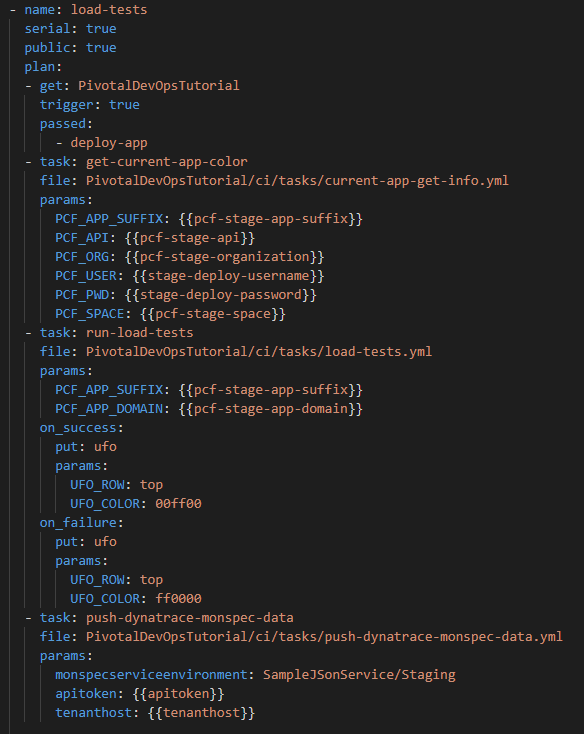 - name: load-tests
  serial: true
  public: true
  plan:
  - get: PivotalDevOpsTutorial
    trigger: true
    passed:
      - deploy-app
  - task: get-current-app-color
    file: PivotalDevOpsTutorial/ci/tasks/current-app-get-info.yml
    params:
      PCF_APP_SUFFIX: {{pcf-stage-app-suffix}}
      PCF_API: {{pcf-stage-api}}
      PCF_ORG: {{pcf-stage-organization}}
      PCF_USER: {{stage-deploy-username}}
      PCF_PWD: {{stage-deploy-password}}
      PCF_SPACE: {{pcf-stage-space}}
  - task: run-load-tests
    file: PivotalDevOpsTutorial/ci/tasks/load-tests.yml
    params:
      PCF_APP_SUFFIX: {{pcf-stage-app-suffix}}
      PCF_APP_DOMAIN: {{pcf-stage-app-domain}}
    on_success:
      put: ufo
      params:
        UFO_ROW: top
        UFO_COLOR: 00ff00
    on_failure:
      put: ufo
      params:
        UFO_ROW: top
        UFO_COLOR: ff0000
  - task: push-dynatrace-monspec-data
    file: PivotalDevOpsTutorial/ci/tasks/push-dynatrace-monspec-data.yml
    params:
      monspecserviceenvironment: SampleJSonService/Staging
      apitoken: {{apitoken}}
      tenanthost: {{tenanthost}}